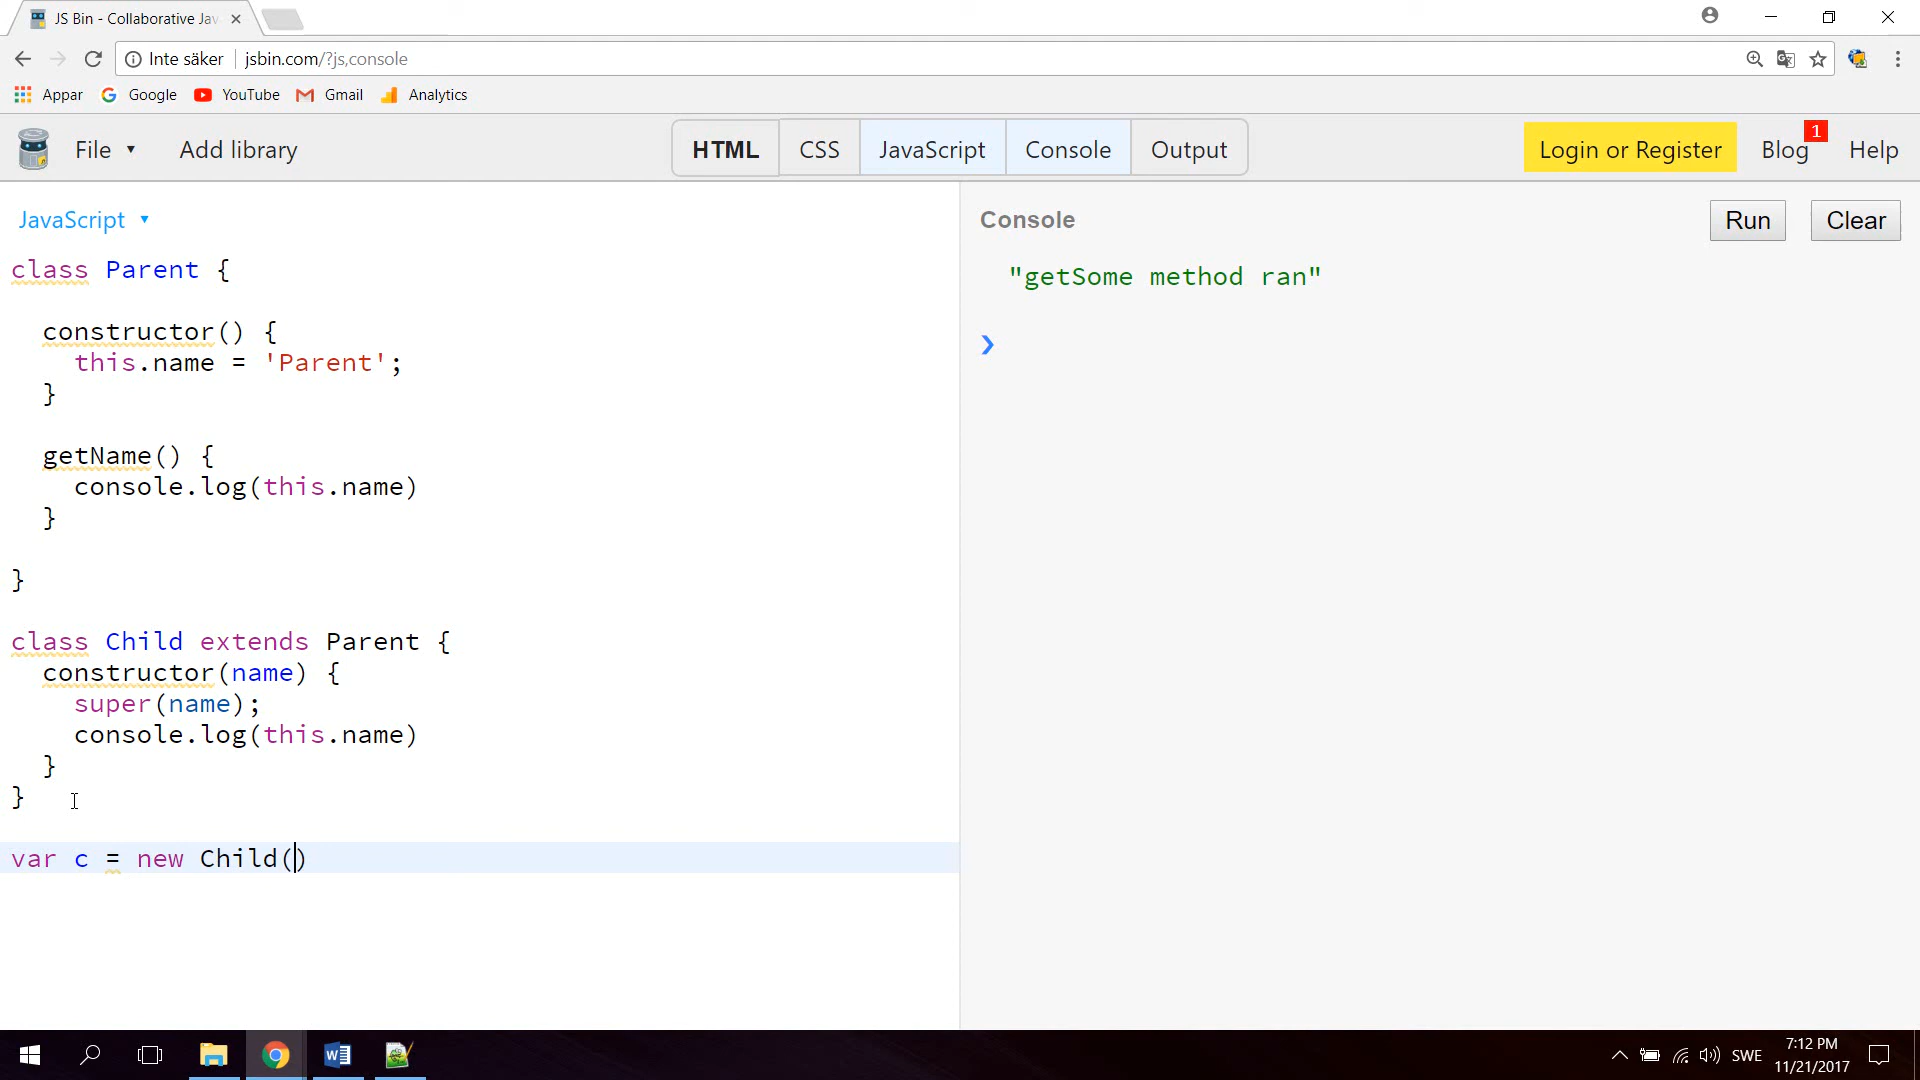 JS Bin - Collaborative Jav
Inte säker
jsbin.com/?js,console
Appar
Google
YouTube
Gmail
Analytics
File
Add library
HTML
CSS
JavaScript
Console
Output
Login or Register
Blog
1
Help
JavaScript
class Parent {
constructor() {
this.name = 'Parent';
}
getName() {
console.log(this.name)
}
}
class Child extends Parent {
constructor(name) {
super(name);
console.log(this.name)
}
}
var c = new Child()
Console
Run
Clear
"getSome method ran"
SWE
7:12 PM
11/21/2017